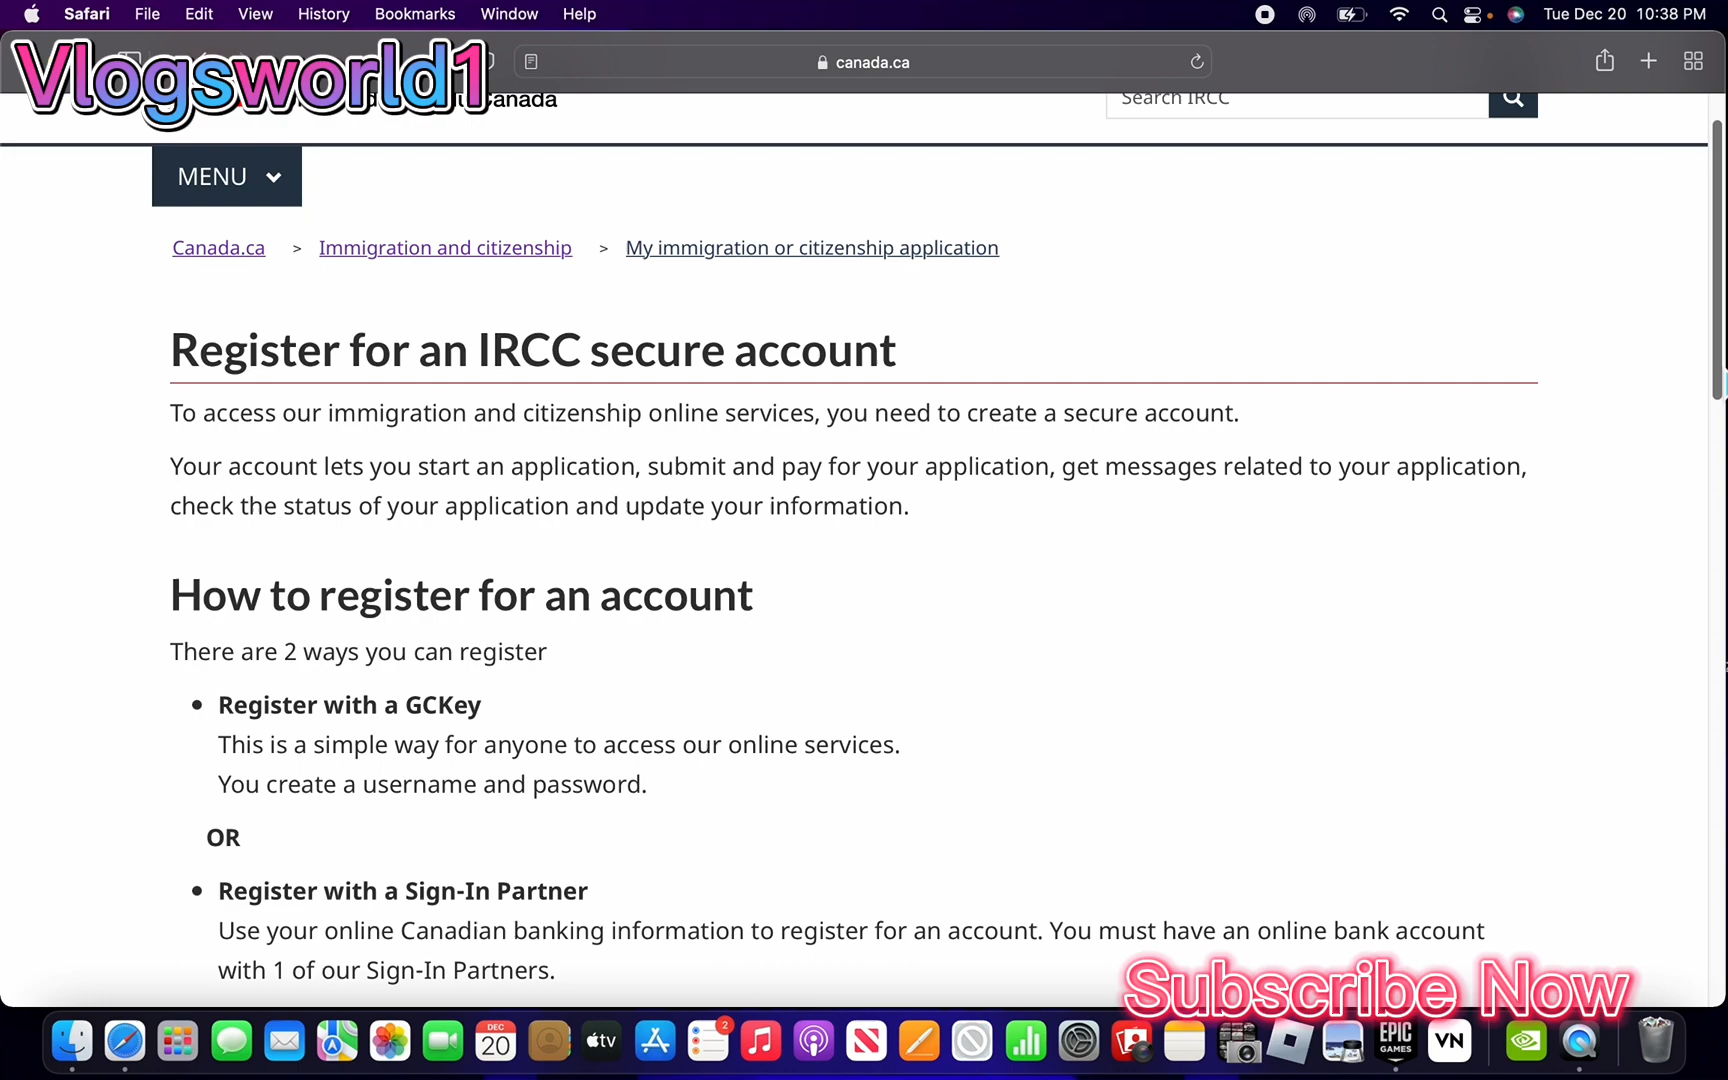 Safari File Edit View History Bookmarks Window Help Tue Dec 20 10:38 PM
Vlogsworld1
canada.ca
Canada
Search IRCC
MENU
Canada.ca > Immigration and citizenship > My immigration or citizenship application
Register for an IRCC secure account
To access our immigration and citizenship online services, you need to create a secure account.
Your account lets you start an application, submit and pay for your application, get messages related to your application,
check the status of your application and update your information.
How to register for an account
There are 2 ways you can register
• Register with a GCKey
This is a simple way for anyone to access our online services.
You create a username and password.
OR
• Register with a Sign-In Partner
Use your online Canadian banking information to register for an account. You must have an online bank account
with 1 of our Sign-In Partners.
Subscribe Now
DEC
20
tv
2
EPIC
GAMES
VN